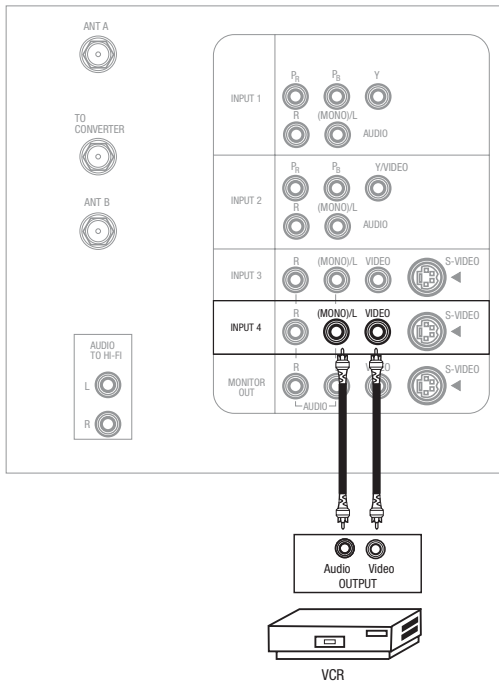 ANT A
TO
CONVERTER
ANT B
AUDIO
TO HI-FI
L
R
INPUT 1
PR PB Y
R (MONO)/L AUDIO
INPUT 2
PR PB Y/VIDEO
R (MONO)/L AUDIO
INPUT 3
R (MONO)/L VIDEO S-VIDEO
INPUT 4
R (MONO)/L VIDEO S-VIDEO
MONITOR
OUT
R VIDEO S-VIDEO
AUDIO
Audio Video
OUTPUT
VCR